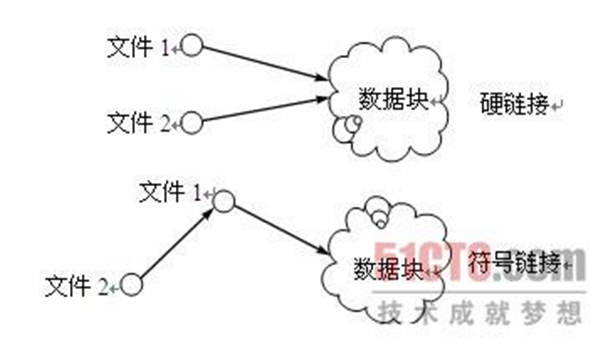 文件 1
数据块
硬链接
文件 2
文件 1
文件 2
数据块
符号链接
51CTO.com
技术成就梦想